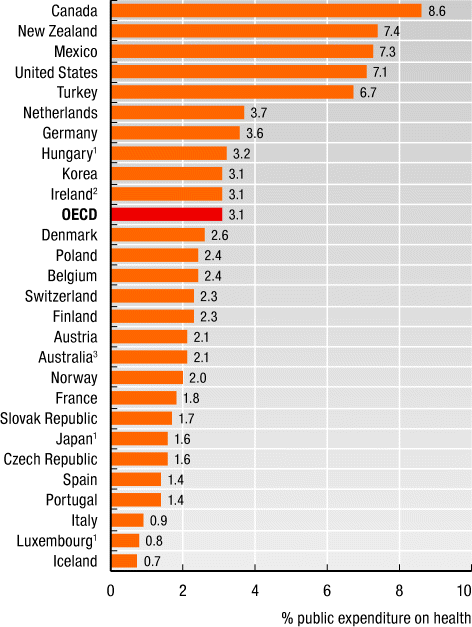 Canada 8.6
New Zealand 7.4
Mexico 7.3
United States 7.1
Turkey 6.7
Netherlands 3.7
Germany 3.6
Hungary¹ 3.2
Korea 3.1
Ireland² 3.1
OECD 3.1
Denmark 2.6
Poland 2.4
Belgium 2.4
Switzerland 2.3
Finland 2.3
Austria 2.1
Australia³ 2.1
Norway 2.0
France 1.8
Slovak Republic 1.7
Japan¹ 1.6
Czech Republic 1.6
Spain 1.4
Portugal 1.4
Italy 0.9
Luxembourg¹ 0.8
Iceland 0.7
0 2 4 6 8 10
% public expenditure on health